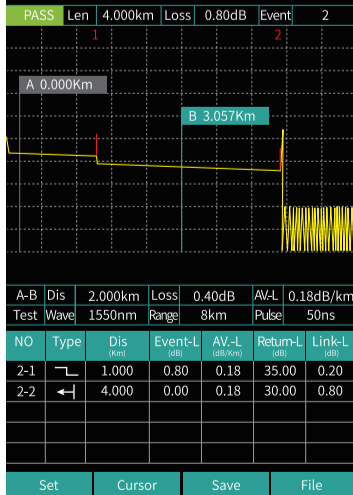 PASS Len 4.000km Loss 0.80dB Event 2
1 2
A 0.000Km
B 3.057Km
A-B Dis 2.000km Loss 0.40dB AV.-L 0.18dB/km
Test Wave 1550nm Range 8km Pulse 50ns
NO Type Dis Event-L AV.-L Return-L Link-L
(Km) (dB) (dB/Km) (dB) (dB)
2-1 1.000 0.80 0.18 35.00 0.20
2-2 4.000 0.00 0.18 30.00 0.80
Set Cursor Save File